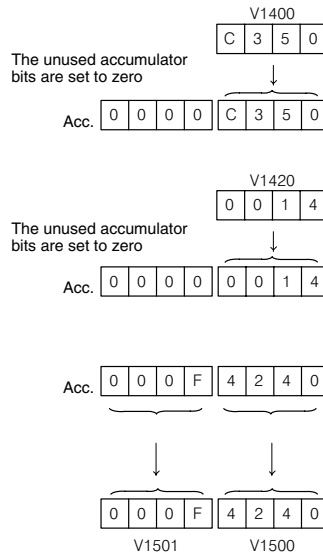 V1400
C 3 5 0
The unused accumulator
bits are set to zero
Acc. 0 0 0 0 C 3 5 0
V1420
0 0 1 4
The unused accumulator
bits are set to zero
Acc. 0 0 0 0 0 0 1 4
Acc. 0 0 0 F 4 2 4 0
0 0 0 F 4 2 4 0
V1501 V1500